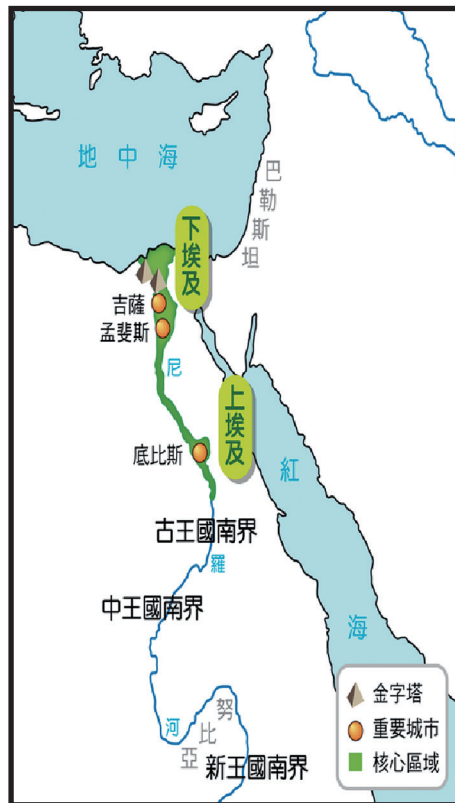 地中海
巴勒斯坦
下埃及
吉薩
孟斐斯
尼
上埃及
底比斯
紅
古王國南界
羅
中王國南界
海
河
努比亞
新王國南界
金字塔
重要城市
核心區域